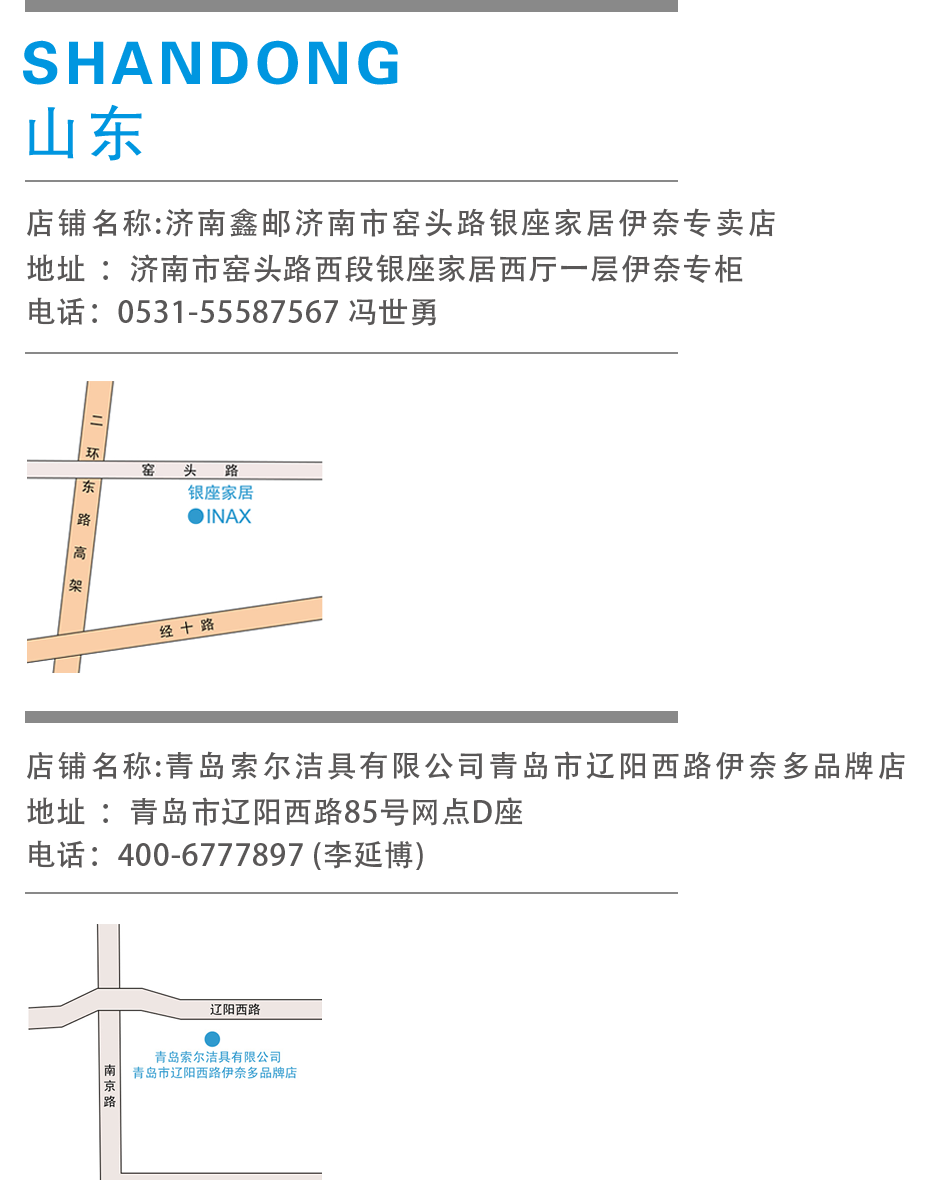 SHANDONG
山东
店铺名称:济南鑫邮济南市窑头路银座家居伊奈专卖店
地址 ：济南市窑头路西段银座家居西厅一层伊奈专柜
电话：0531-55587567 冯世勇
二环东路高架
窑头路
银座家居
INAX
经十路
店铺名称:青岛索尔洁具有限公司青岛市辽阳西路伊奈多品牌店
地址 ：青岛市辽阳西路85号网点D座
电话：400-6777897 (李延博)
辽阳西路
青岛索尔洁具有限公司
青岛市辽阳西路伊奈多品牌店
南京路